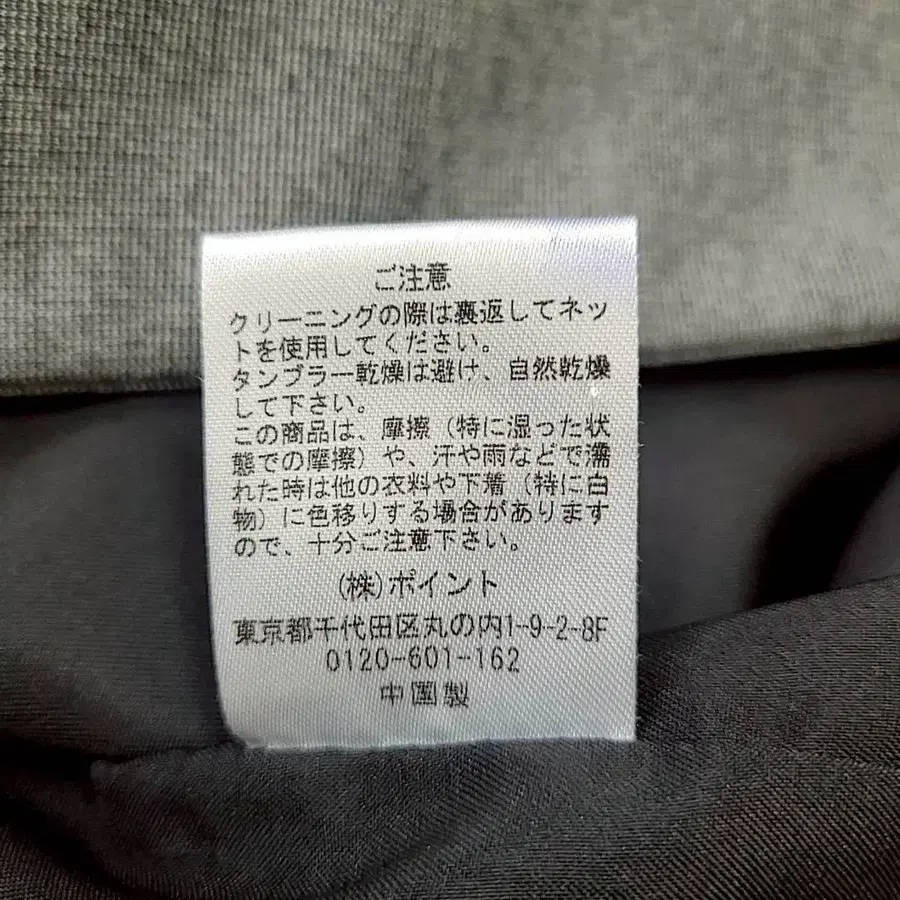 ご注意
クリーニングの際は裏返してネッ
トを使用してください。
タンブラー乾燥は避け、自然乾燥
して下さい。
この商品は、摩擦（特に湿った状
態での摩擦）や、汗や雨などで濡
れた時は他の衣料や下着（特に白
物）に色移りする場合があります
ので、十分ご注意下さい。
(株)ポイント
東京都千代田区丸の内1-9-2-8F
0120-601-162
中国製